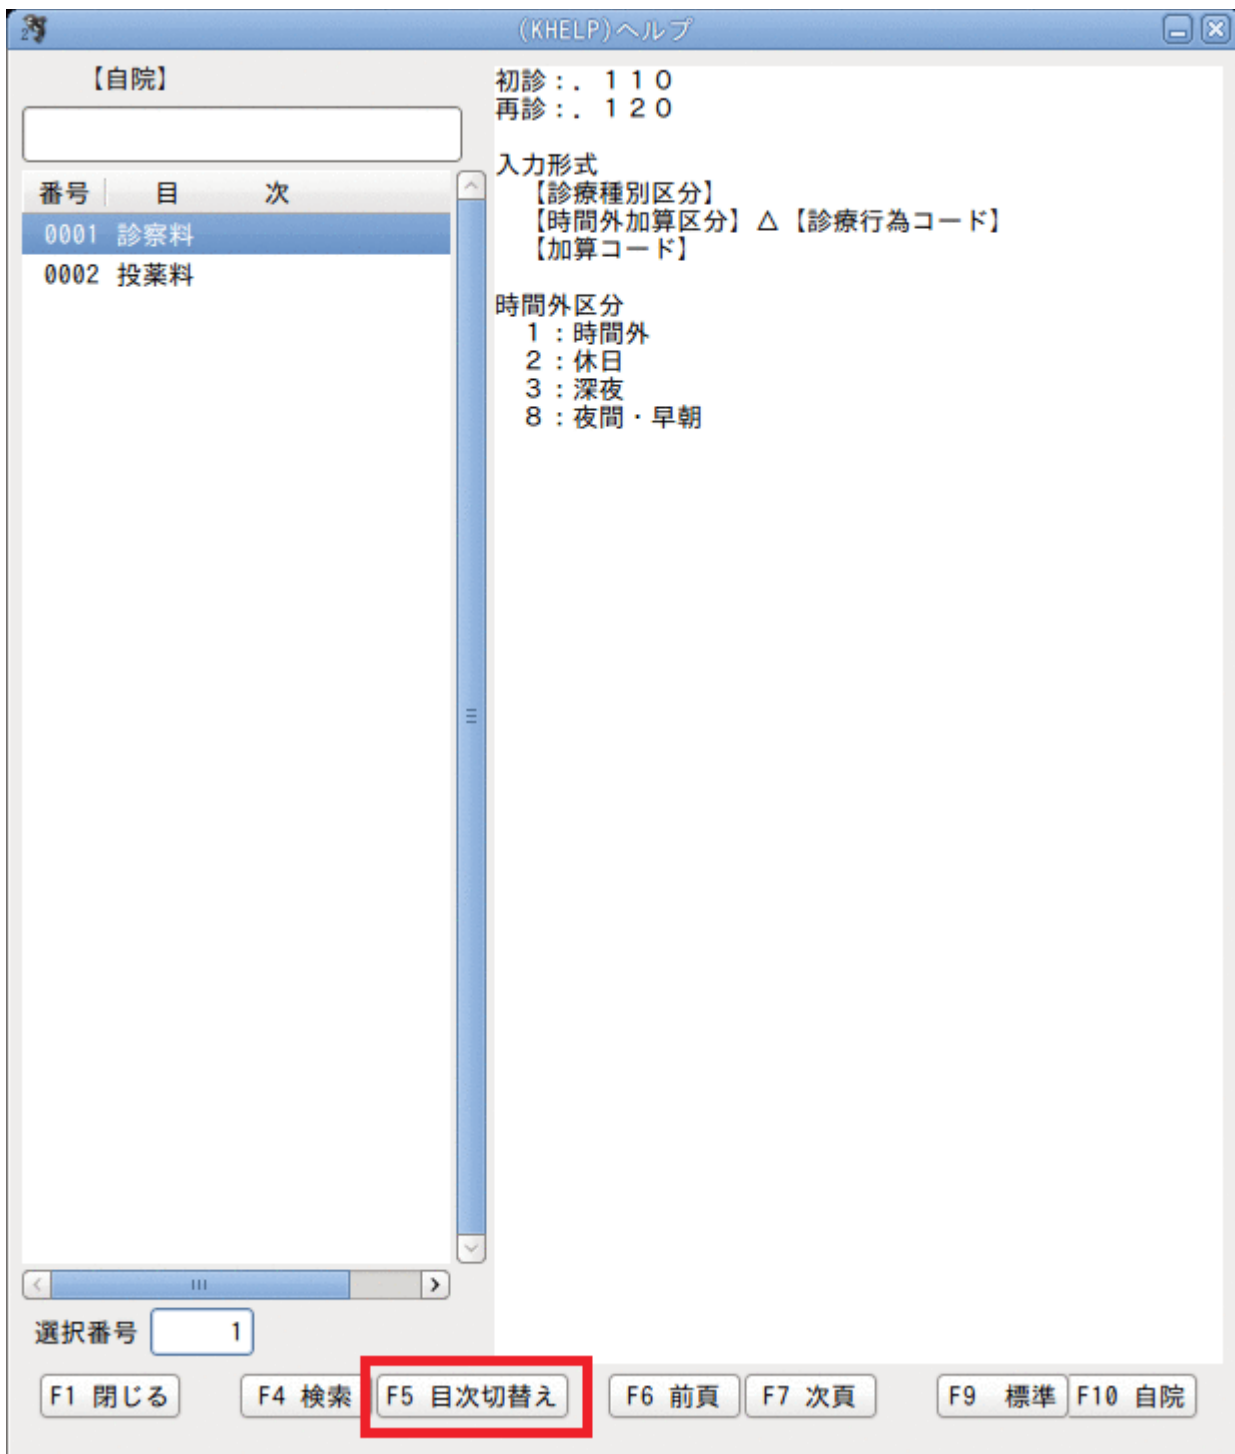 (KHELP)ヘルプ
【自院】
番号 目 次
0001 診察料
0002 投薬料
初診：．１１０
再診：．１２０
入力形式
【診療種別区分】
【時間外加算区分】△【診療行為コード】
【加算コード】
時間外区分
１：時間外
２：休日
３：深夜
８：夜間・早朝
選択番号 1
F1 閉じる F4 検索 F5 目次切替え F6 前頁 F7 次頁 F9 標準 F10 自院